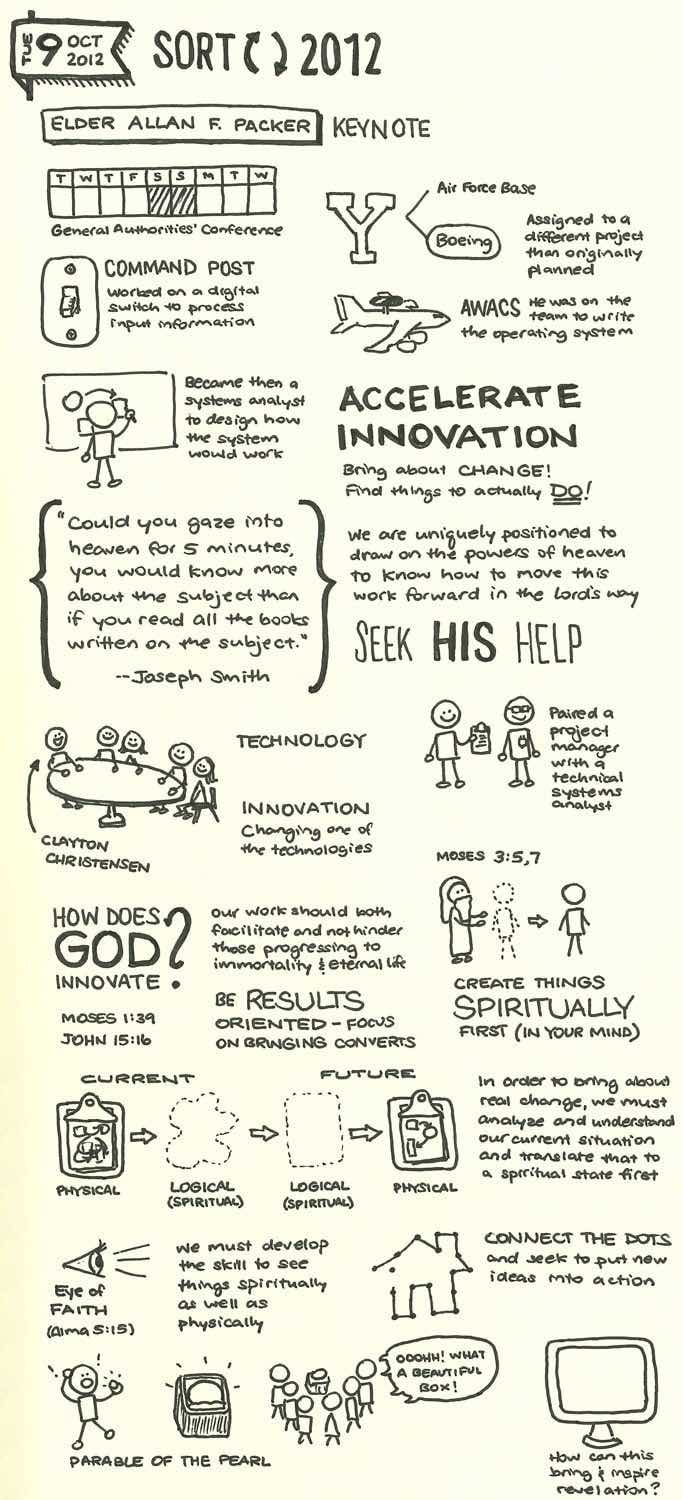 TUE 9 OCT 2012
SORT 2012
ELDER ALLAN F. PACKER KEYNOTE
T W T F S S M T W
General Authorities' Conference
Y
Air Force Base
Boeing
Assigned to a
different project
than originally
planned
COMMAND POST
Worked on a digital
switch to process
input information
AWACS He was on the
team to write
the operating system
Became then a
systems analyst
to design how
the system
would work
ACCELERATE
INNOVATION
Bring about CHANGE!
Find things to actually DO!
"Could you gaze into
heaven for 5 minutes,
you would know more
about the subject than
if you read all the books
written on the subject."
--Joseph Smith
We are uniquely positioned to
draw on the powers of heaven
to know how to move this
work forward in the Lord's way
SEEK HIS HELP
CLAYTON
CHRISTENSEN
TECHNOLOGY
INNOVATION
Changing one of
the technologies
Paired a
project
manager
with a
technical
systems
analyst
MOSES 3:5,7
HOW DOES
GOD
INNOVATE?
MOSES 1:39
JOHN 15:16
Our work should both
facilitate and not hinder
those progressing to
immortality & eternal life
BE RESULTS
ORIENTED - FOCUS
ON BRINGING CONVERTS
CREATE THINGS
SPIRITUALLY
FIRST (IN YOUR MIND)
CURRENT
FUTURE
PHYSICAL
LOGICAL
(SPIRITUAL)
LOGICAL
(SPIRITUAL)
PHYSICAL
In order to bring about
real change, we must
analyze and understand
our current situation
and translate that to
a spiritual state first
Eye of
FAITH
(Alma 5:15)
We must develop
the skill to see
things spiritually
as well as
physically
CONNECT THE DOTS
and seek to put new
ideas into action
OOOHH! WHAT
A BEAUTIFUL
BOX!
PARABLE OF THE PEARL
How can this
bring & inspire
revelation?